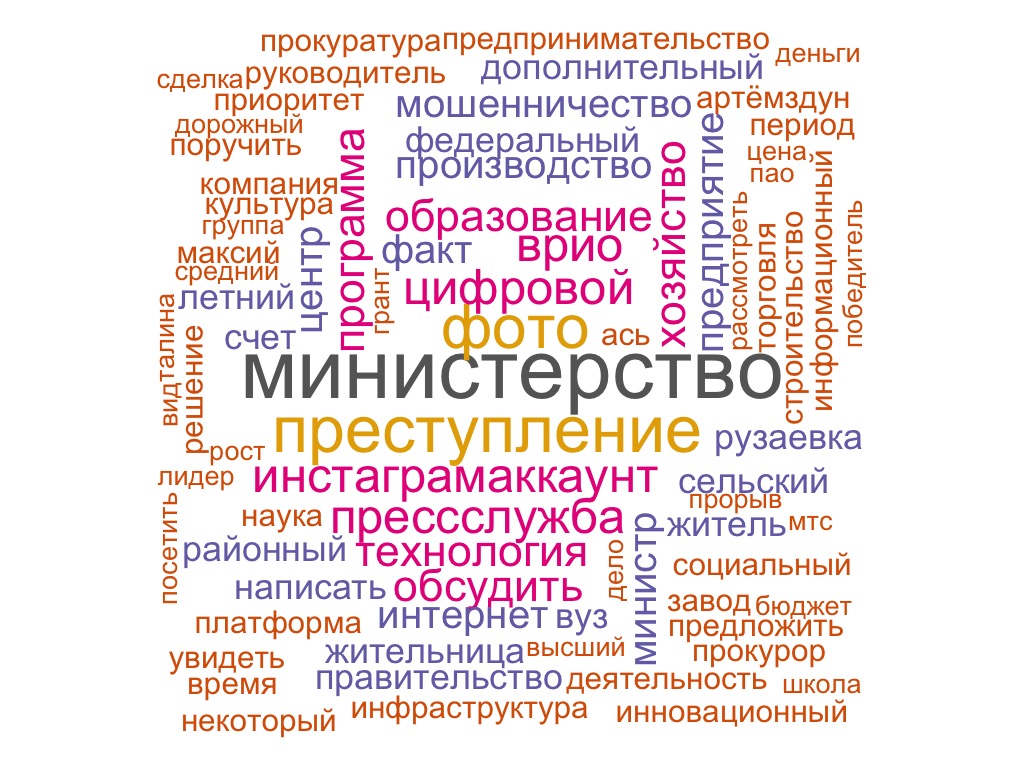 прокуратура предпринимательство деньги
сделка руководитель дополнительный
приоритет мошенничество артёмздун
дорожный федеральный период
поручить производство цена,
пао
компания
культура образование
группа врио
максий факт
средний цифровой
летний фото ась
счет
программа
центр
грант
хозяйство
предприятие
рассмотреть
торговля
строительство
информационный
победитель
талина
вид
решение
министерство
преступление рузаевка
рост
лидер инстаграмаккаунт сельский
прорыв
наука прессслужба житель мтс
районный технология социальный
написать обсудить
посетить
дело
министр
завод бюджет
платформа интернет вуз предложить
увидеть жительница высший прокурор
время правительство деятельность школа
некоторый инфраструктура инновационный